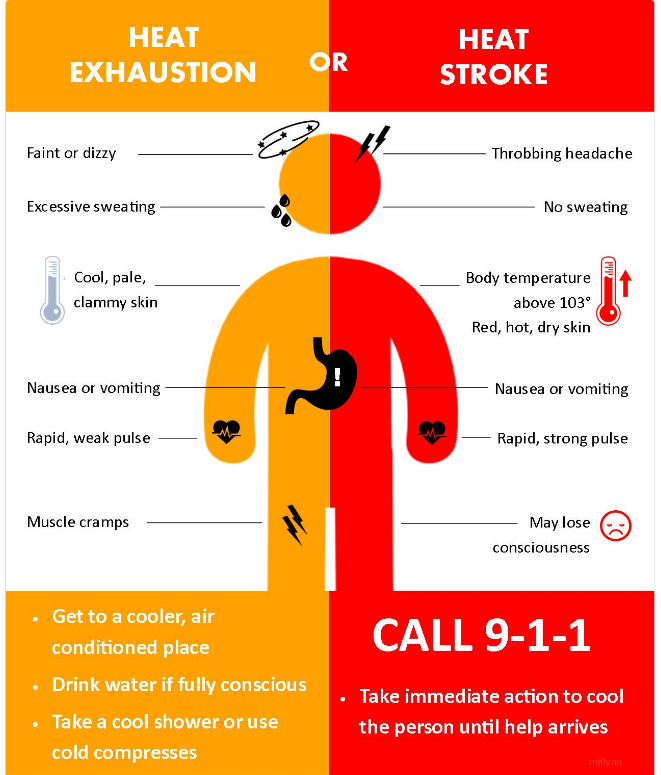 HEAT
EXHAUSTION
OR
HEAT
STROKE
Faint or dizzy
Throbbing headache
Excessive sweating
No sweating
Cool, pale,
clammy skin
Body temperature
above 103°
Red, hot, dry skin
!
Nausea or vomiting
Nausea or vomiting
Rapid, weak pulse
Rapid, strong pulse
Muscle cramps
May lose
consciousness
• Get to a cooler, air
conditioned place
• Drink water if fully conscious
• Take a cool shower or use
cold compresses
CALL 9-1-1
• Take immediate action to cool
the person until help arrives